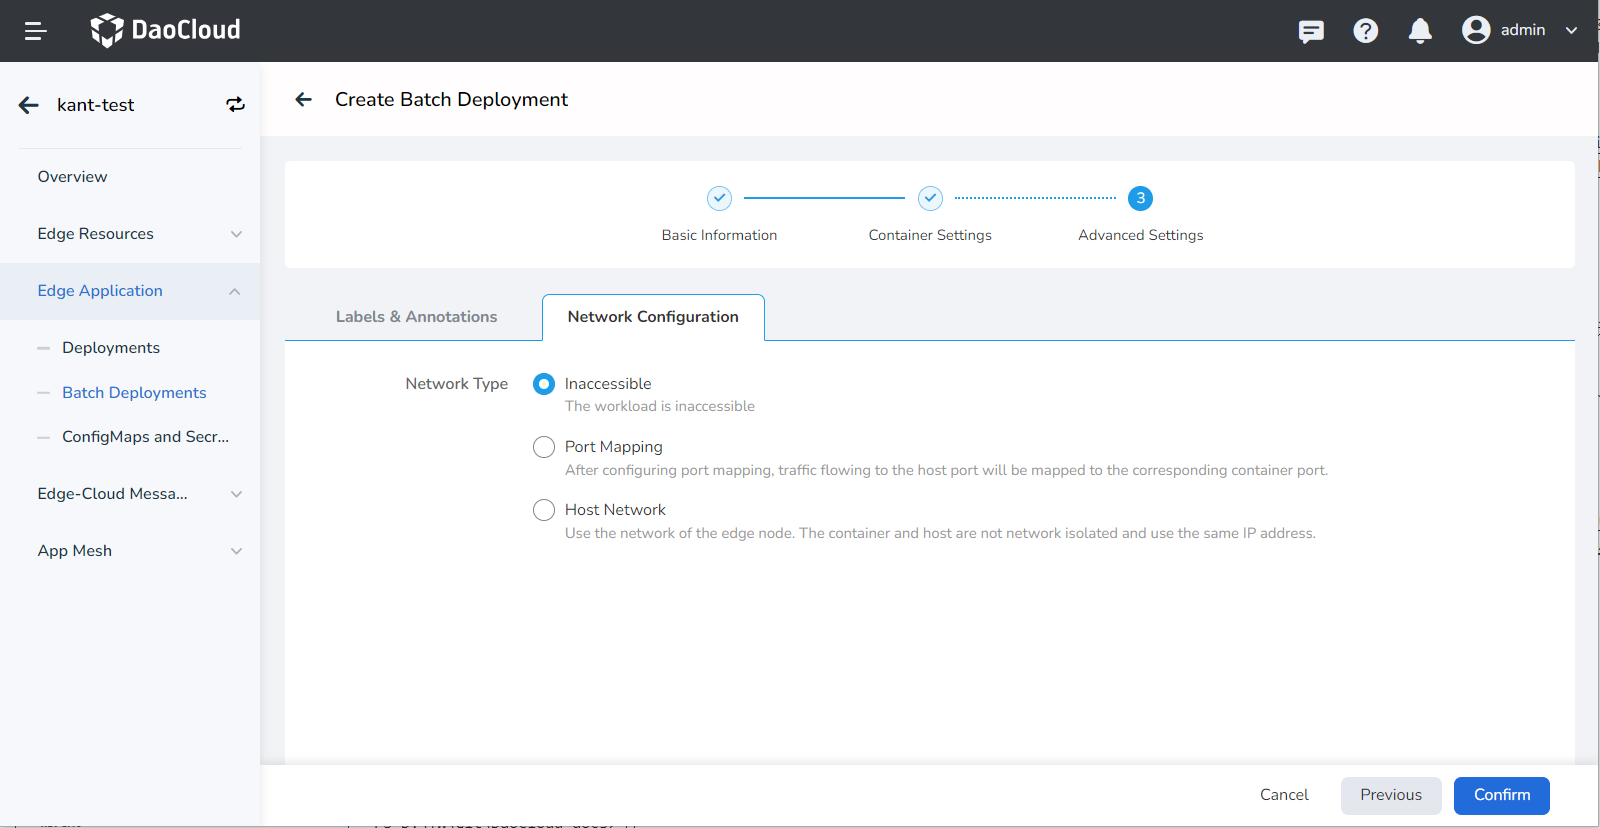 DaoCloud
admin
kant-test
Create Batch Deployment
Overview
Edge Resources
Edge Application
Deployments
Batch Deployments
ConfigMaps and Secr...
Edge-Cloud Messa...
App Mesh
3
Basic Information
Container Settings
Advanced Settings
Labels & Annotations
Network Configuration
Network Type
Inaccessible
The workload is inaccessible
Port Mapping
After configuring port mapping, traffic flowing to the host port will be mapped to the corresponding container port.
Host Network
Use the network of the edge node. The container and host are not network isolated and use the same IP address.
Cancel
Previous
Confirm